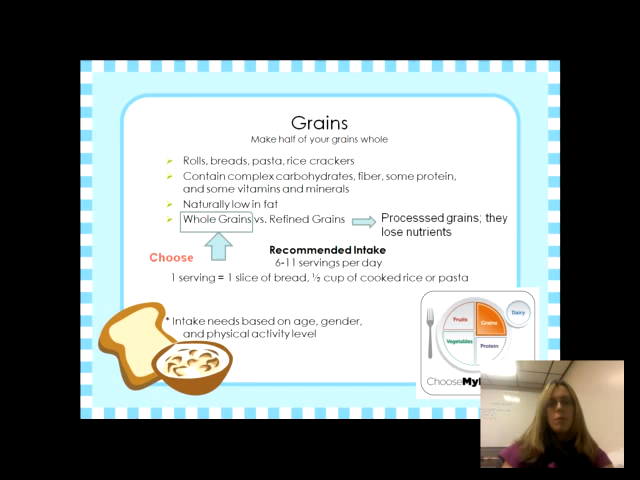 Grains
Make half of your grains whole
Rolls, breads, pasta, rice crackers
Contain complex carbohydrates, fiber, some protein,
and some vitamins and minerals
Naturally low in fat
Whole Grains vs. Refined Grains
Processsed grains; they
lose nutrients
Choose
Recommended Intake
6-11 servings per day
1 serving = 1 slice of bread, ½ cup of cooked rice or pasta
* Intake needs based on age, gender,
and physical activity level
Dairy
Fruits
Grains
Vegetables
Protein
ChooseMy